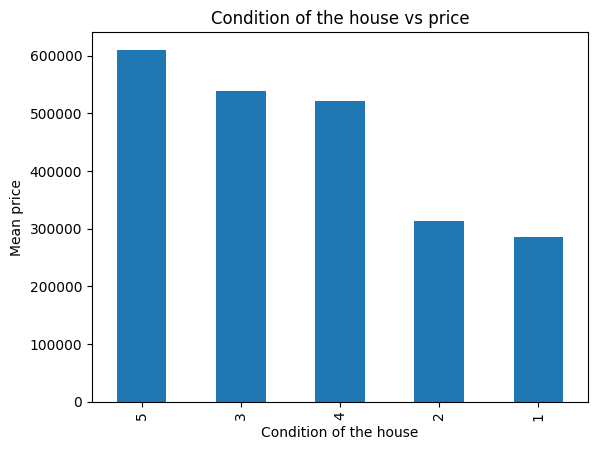 Condition of the house vs price
Mean price
600000
500000
400000
300000
200000
100000
0
5 3 4 2 1
Condition of the house